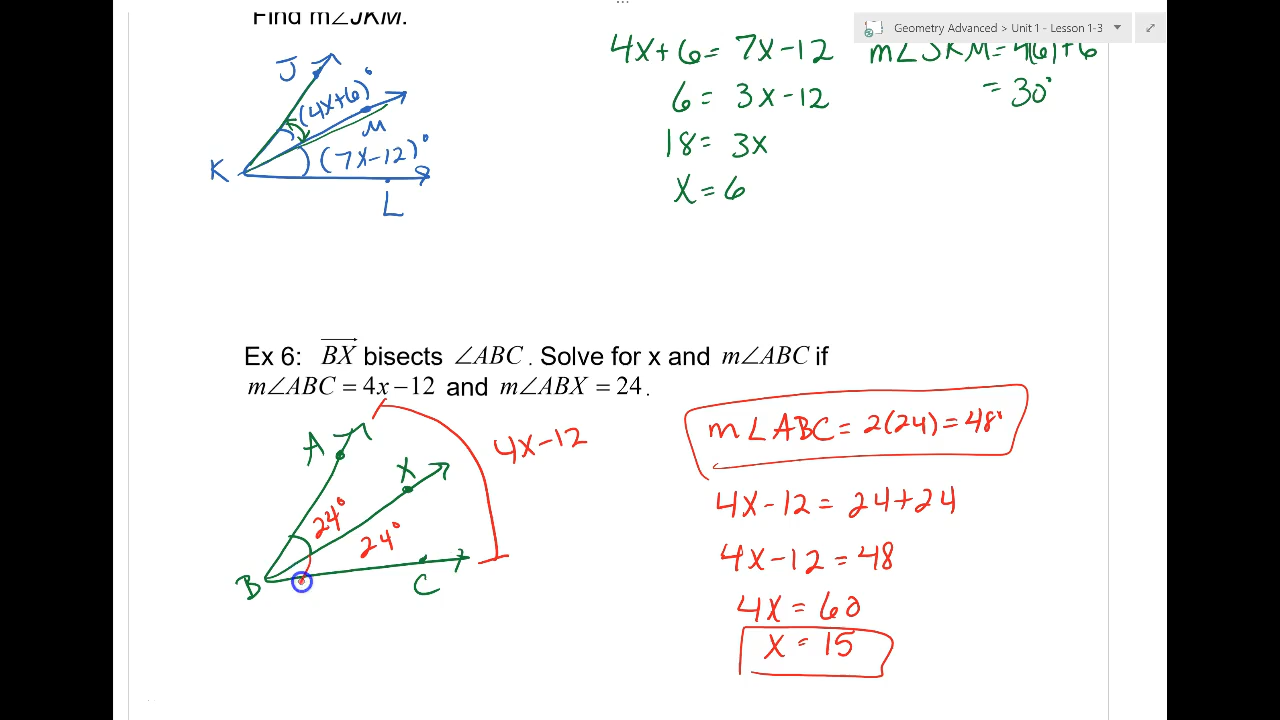 Find m∠JKM.
Geometry Advanced > Unit 1 - Lesson 1-3
J
(4x+6)°
M
K
(7x-12)°
L
4x+6 = 7x-12
6 = 3x-12
18 = 3x
x = 6
m∠JKM = 4(6)+6
= 30°
Ex 6: BX bisects ∠ABC. Solve for x and m∠ABC if
m∠ABC = 4x-12 and m∠ABX = 24.
A
X
4x-12
24°
24°
B
C
m∠ABC = 2(24) = 48°
4x-12 = 24+24
4x-12 = 48
4x = 60
x = 15